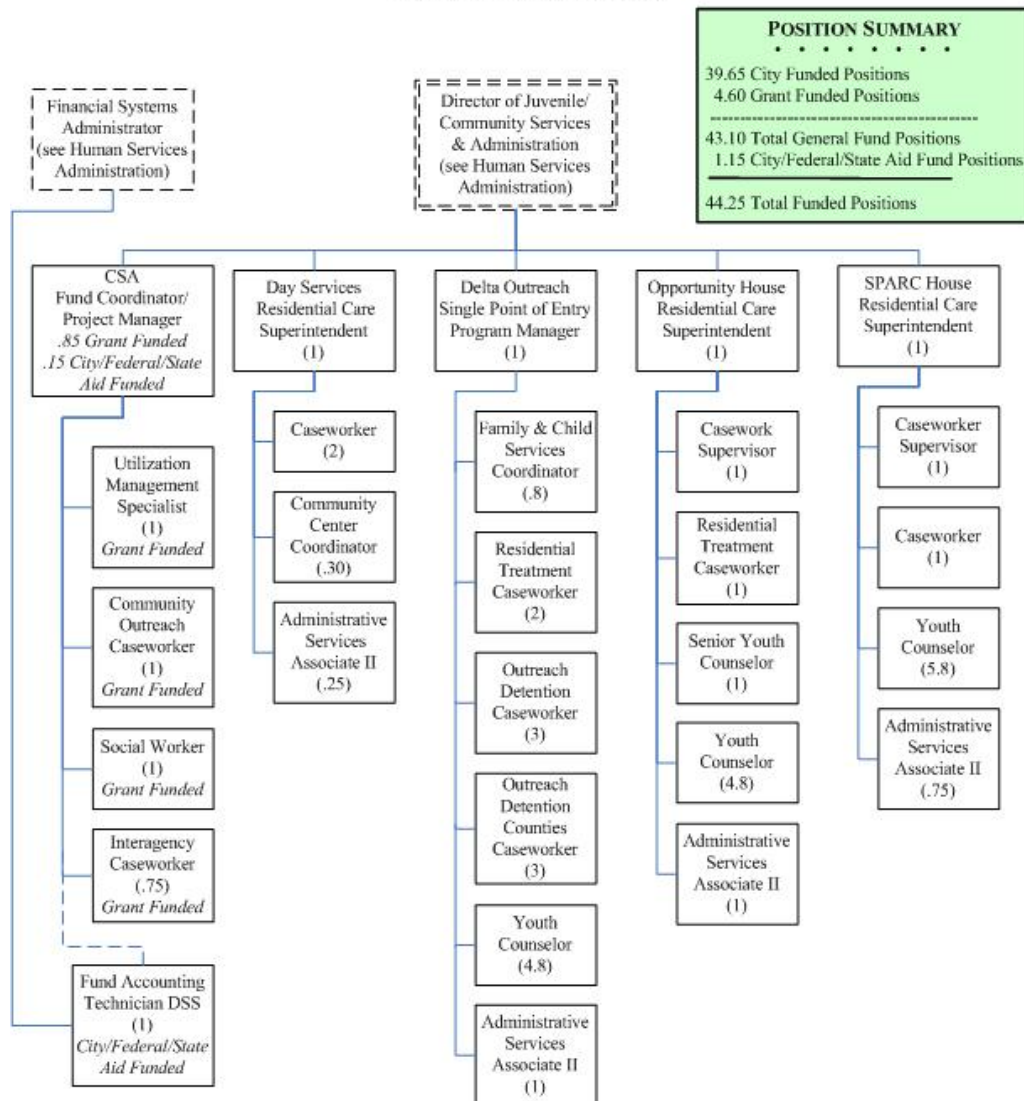 POSITION SUMMARY
39.65 City Funded Positions
4.60 Grant Funded Positions
43.10 Total General Fund Positions
1.15 City/Federal/State Aid Fund Positions
44.25 Total Funded Positions
Financial Systems
Administrator
(see Human Services
Administration)
Director of Juvenile/
Community Services
& Administration
(see Human Services
Administration)
CSA
Fund Coordinator/
Project Manager
.85 Grant Funded
.15 City/Federal/State
Aid Funded
Utilization
Management
Specialist
(1)
Grant Funded
Community
Outreach
Caseworker
(1)
Grant Funded
Social Worker
(1)
Grant Funded
Interagency
Caseworker
(.75)
Grant Funded
Fund Accounting
Technician DSS
(1)
City/Federal/State
Aid Funded
Day Services
Residential Care
Superintendent
(1)
Caseworker
(2)
Community
Center
Coordinator
(.30)
Administrative
Services
Associate II
(.25)
Delta Outreach
Single Point of Entry
Program Manager
(1)
Family & Child
Services
Coordinator
(.8)
Residential
Treatment
Caseworker
(2)
Outreach
Detention
Caseworker
(3)
Outreach
Detention
Counties
Caseworker
(3)
Youth
Counselor
(4.8)
Administrative
Services
Associate II
(1)
Opportunity House
Residential Care
Superintendent
(1)
Casework
Supervisor
(1)
Residential
Treatment
Caseworker
(1)
Senior Youth
Counselor
(1)
Youth
Counselor
(4.8)
Administrative
Services
Associate II
(1)
SPARC House
Residential Care
Superintendent
(1)
Caseworker
Supervisor
(1)
Caseworker
(1)
Youth
Counselor
(5.8)
Administrative
Services
Associate II
(.75)